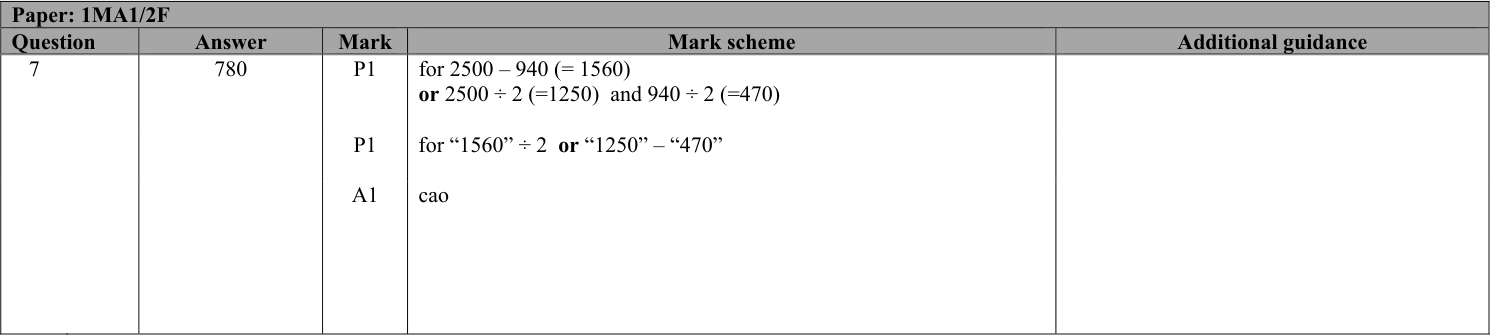 Paper: 1MA1/2F
Question Answer Mark Mark scheme Additional guidance
7 780 P1 for 2500 – 940 (= 1560)
or 2500 ÷ 2 (=1250)  and 940 ÷ 2 (=470)
P1 for “1560” ÷ 2  or “1250” – “470”
A1 cao